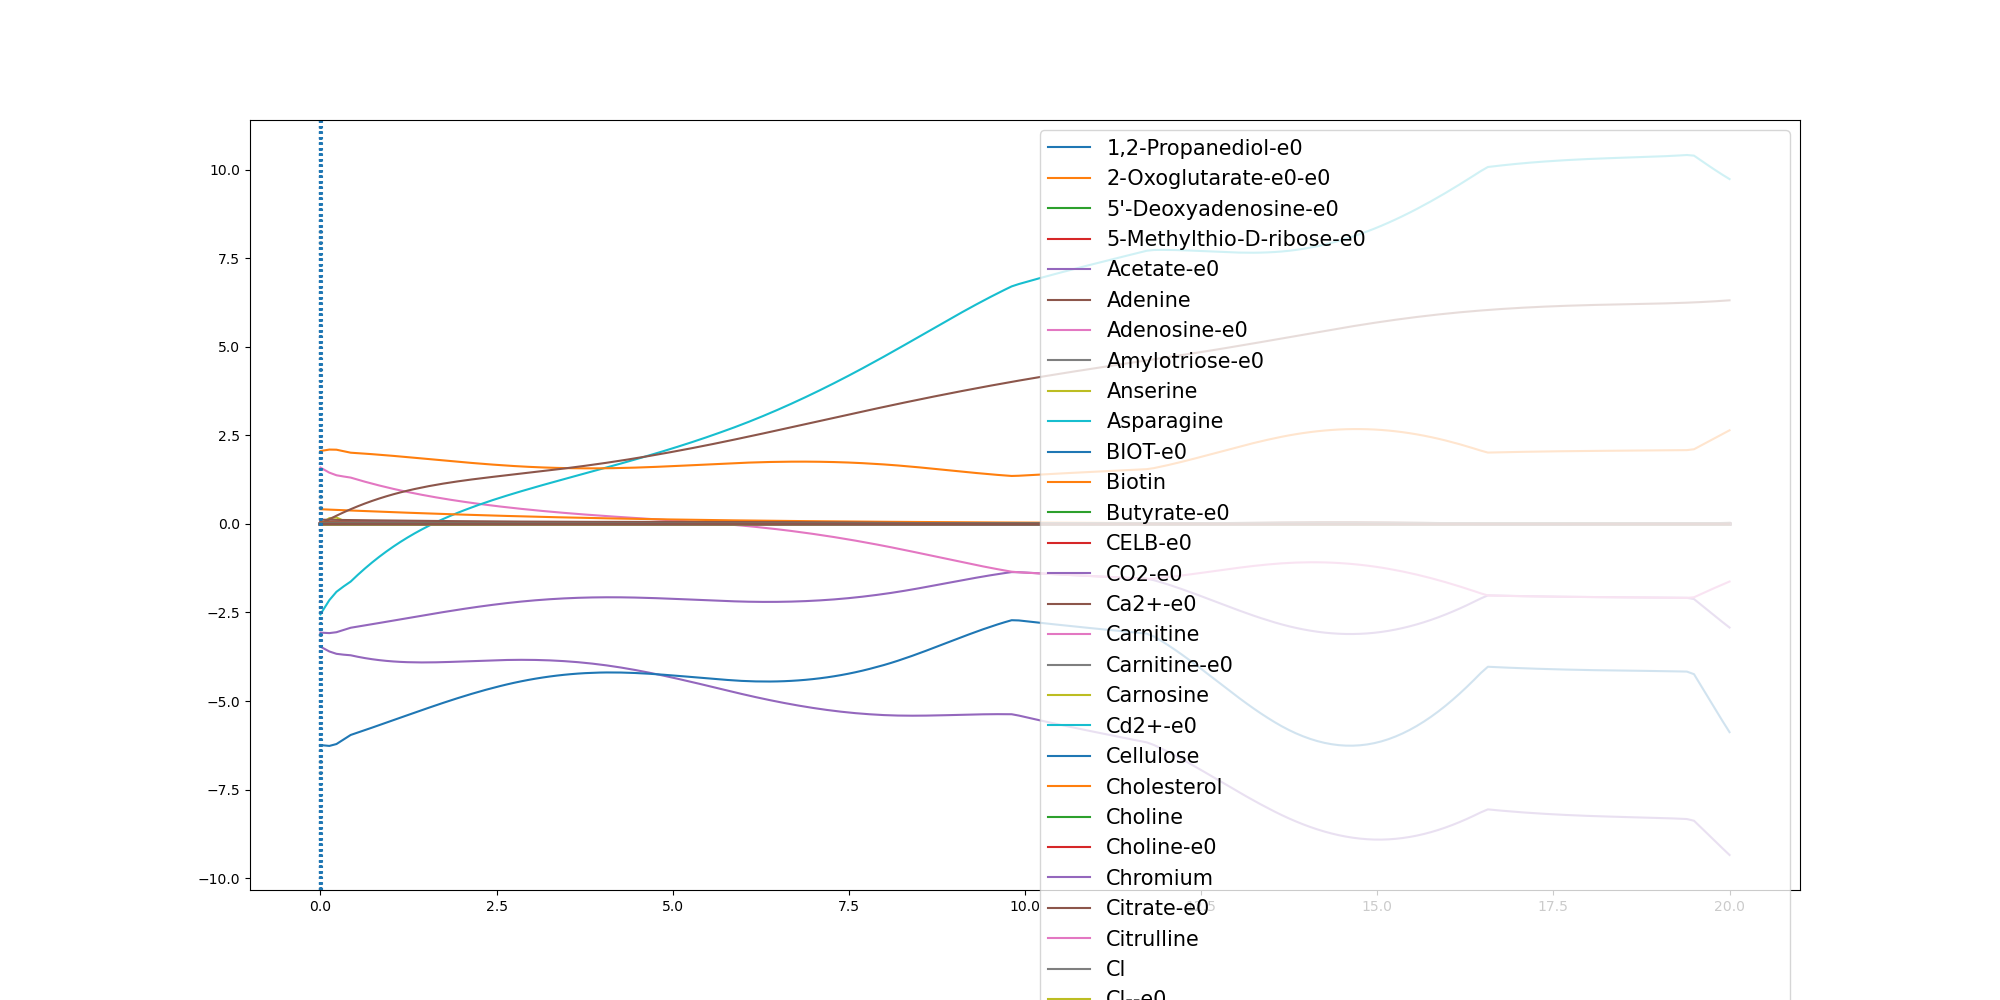 10.0
7.5
5.0
2.5
0.0
−2.5
−5.0
−7.5
−10.0
0.0
2.5
5.0
7.5
10.0
15.0
17.5
20.0
1,2-Propanediol-e0
2-Oxoglutarate-e0-e0
5'-Deoxyadenosine-e0
5-Methylthio-D-ribose-e0
Acetate-e0
Adenine
Adenosine-e0
Amylotriose-e0
Anserine
Asparagine
BIOT-e0
Biotin
Butyrate-e0
CELB-e0
CO2-e0
Ca2+-e0
Carnitine
Carnitine-e0
Carnosine
Cd2+-e0
Cellulose
Cholesterol
Choline
Choline-e0
Chromium
Citrate-e0
Citrulline
Cl
Cl--e0